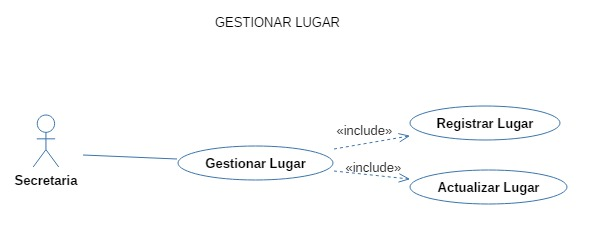 GESTIONAR LUGAR
«include»
Registrar Lugar
Gestionar Lugar
«include»
Secretaria
Actualizar Lugar